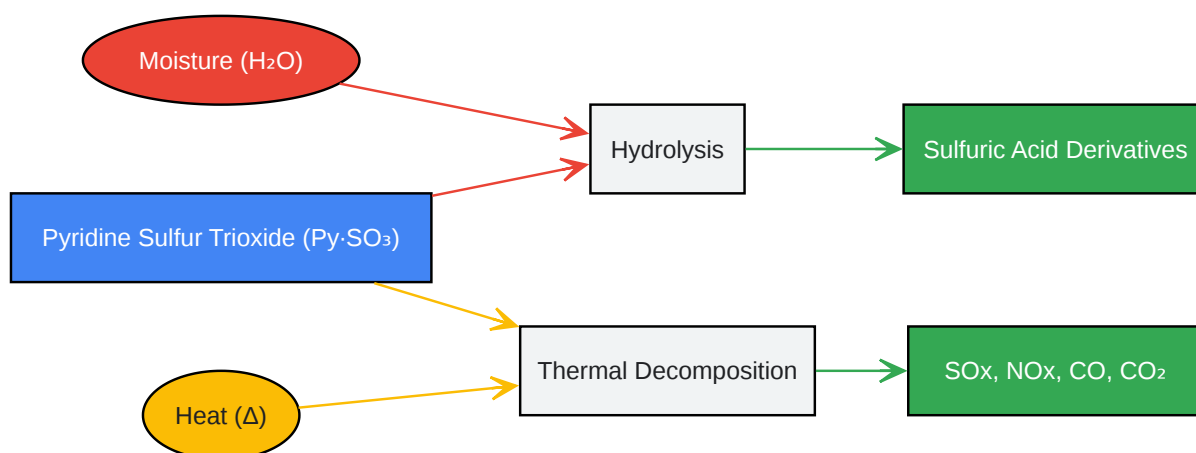 Moisture (H₂O)
Hydrolysis
Sulfuric Acid Derivatives
Pyridine Sulfur Trioxide (Py·SO₃)
Thermal Decomposition
SOx, NOx, CO, CO₂
Heat (Δ)